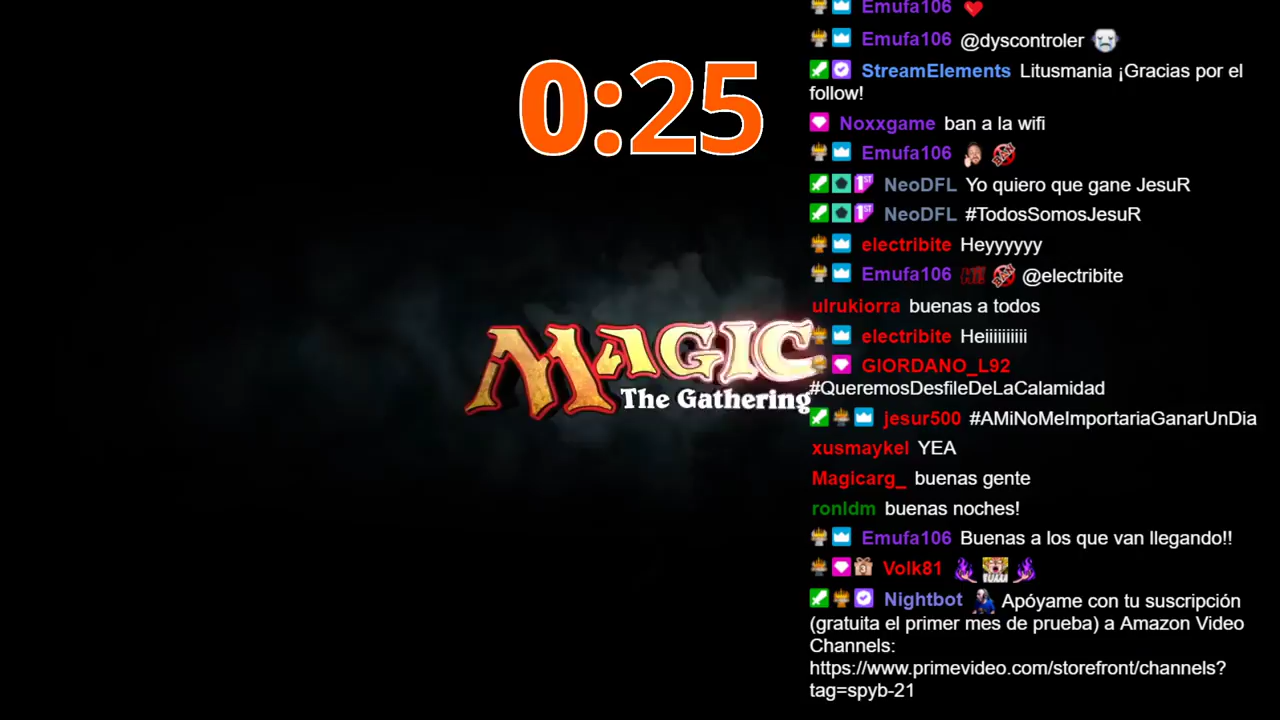 0:25
MAGIC
The Gathering
Emufa106
Emufa106 @dyscontroler
StreamElements Litusmania ¡Gracias por el
follow!
Noxxgame ban a la wifi
Emufa106
NeoDFL Yo quiero que gane JesuR
NeoDFL #TodosSomosJesuR
electribite Heyyyyyy
Emufa106 @electribite
ulrukiorra buenas a todos
electribite Heiiiiiiiiii
GIORDANO_L92
#QueremosDesfileDeLaCalamidad
jesur500 #AMiNoMeImportariaGanarUnDia
xusmaykel YEA
Magicarg_ buenas gente
ronldm buenas noches!
Emufa106 Buenas a los que van llegando!!
Volk81
Nightbot Apóyame con tu suscripción
(gratuita el primer mes de prueba) a Amazon Video
Channels:
https://www.primevideo.com/storefront/channels?
tag=spyb-21